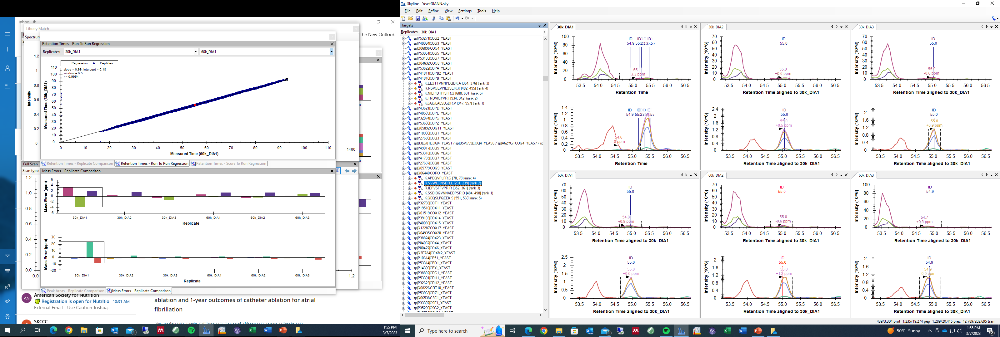 Inbox - jh
the New Outlook
Library Match
Spectrum
Retention Times - Run To Run Regression
Replicates: 30k_DIA1 60k_DIA1
Regression Peptides
slope = 0.99, intercept = 0.18
window = 6.5
r = 0.9954
Measured Time (30k_DIA1)
110
100
90
80
70
60
50
40
30
20
10
0
0 10 20 30 40 50 60 70 80 90 100 110
1400
Measured Time (60k_DIA1)
Intensity
1.2
1
0.8
0.6
0.4
0.2
0
Retention Times - Replicate Comparison Retention Times - Run To Run Regression Retention Times - Score To Run Regression
Full Scan
Scan type:
1.2
1.0
0.8
0.6
0.4
0.2
0.0
0.0
1.2
Mass Errors - Replicate Comparison
Mass Error (ppm)
6
4
2
0
-2
-4
-6
30k_DIA1 30k_DIA2 30k_DIA3 60k_DIA1 60k_DIA2 60k_DIA3
Replicate
Mass Error (ppm)
30
20
10
0
-10
-20
30k_DIA1 30k_DIA2 30k_DIA3 60k_DIA1 60k_DIA2 60k_DIA3
Replicate
Peak Areas - Replicate Comparison Mass Errors - Replicate Comparison
AN
American Society for Nutrition
Registration is open for Nutritio 10:31 AM
External Email - Use Caution Joshua,
SKCCC
ablation and 1-year outcomes of catheter ablation for atrial
fibrillation
1:55 PM
3/7/2023
Skyline - YeastDIANN.sky
File Edit Refine View Settings Tools Help
Targets
Replicates: 30k_DIA1
sp|P53271|COG2_YEAST
sp|P40094|COG3_YEAST
sp|Q06096|COG4_YEAST
sp|P53951|COG5_YEAST
sp|P53195|COG7_YEAST
sp|Q04632|COG8_YEAST
sp|P53622|COPA_YEAST
sp|P41811|COPB2_YEAST
sp|P41810|COPB_YEAST
K.ELQTTVNNPDQDK.A [364, 376] (rank 3)
R.NSVGEVPILQSEIK.K [482, 495] (rank 4)
K.NIEPIDTPISFR.Q [680, 691] (rank 5)
K.TNDVIGYVR.I [934, 942] (rank 2)
K.GQGLALSLGDR.V [947, 957] (rank 1)
sp|P43621|COPD_YEAST
sp|P40509|COPE_YEAST
sp|P32074|COPG_YEAST
sp|P53600|COPZ_YEAST
sp|Q05892|COQ11_YEAST
sp|P18900|COQ1_YEAST
sp|P27680|COQ3_YEAST
sp|B3LG81|COQ4_YEAS1 / sp|B5VG95|COQ4_YEAS6 / sp|A6ZYG1|COQ4_YEAS7 / sp
sp|P49017|COQ5_YEAST
sp|P53318|COQ6_YEAST
sp|P41735|COQ7_YEAST
sp|P27697|COQ8_YEAST
sp|Q05779|COQ9_YEAST
sp|Q06440|CORO_YEAST
K.APDQVPLFR.G [70, 78] (rank 4)
R.VVWLGNSDR.L [231, 239] (rank 2)
R.IEPVSFFVPR.R [352, 361] (rank 3)
K.SSDIDQVNNAEDPSR.D [484, 498] (rank 1)
K.QEQSLPQEEK.S [551, 560] (rank 5)
sp|P32798|COT1_YEAST
sp|P19516|COX11_YEAST
sp|Q01519|COX12_YEAST
sp|P39103|COX14_YEAST
sp|P40086|COX15_YEAST
sp|Q12287|COX17_YEAST
sp|Q04935|COX20_YEAST
sp|P38824|COX23_YEAST
sp|P04037|COX4_YEAST
sp|P00427|COX6_YEAST
sp|Q3E7A4|COXM2_YEAST
sp|P10614|CP51_YEAST
sp|P53314|CPD1_YEAST
sp|P14306|CPYI_YEAST
sp|P38892|CRG1_YEAST
sp|P53301|CRH1_YEAST
sp|P32623|CRH2_YEAST
sp|Q08226|CRT10_YEAST
sp|P53968|CRZ1_YEAST
sp|Q06538|CSC1_YEAST
sp|P33307|CSE1_YEAST
sp|P35206|CSG2_YEAST
30k_DIA1
Intensity (10^6)
100
80
60
40
20
0
ID
54.9
55.1
+3.3 ppm
53.5 54.0 54.5 55.0 55.5 56.0 56.5
Retention Time
1.4
1.2
1
0.8
0.6
0.4
0.2
0
Intensity (10^6)
ID
54.9
54.6
-8 ppm
53.5 54.0 54.5 55.0 55.5 56.0 56.5
Retention Time
30k_DIA2
Intensity (10^6)
70
60
50
40
30
20
10
0
ID
55.0
55.0
+0.6 ppm
53.5 54.0 54.5 55.0 55.5 56.0 56.5
Retention Time aligned to 30k_DIA1
Intensity (10^6)
2.4
2
1.6
1.2
0.8
0.4
0
ID
55.0
55.0
+0.5 ppm
53.5 54.0 54.5 55.0 55.5 56.0 56.5
Retention Time aligned to 30k_DIA1
30k_DIA3
Intensity (10^6)
70
60
50
40
30
20
10
0
ID
55.0
55.0
-0.6 ppm
53.5 54.0 54.5 55.0 55.5 56.0 56.5
Retention Time aligned to 30k_DIA1
Intensity (10^6)
2
1.6
1.2
0.8
0.4
0
ID
55.0
55.0
+0.9 ppm
53.5 54.0 54.5 55.0 55.5 56.0 56.5
Retention Time aligned to 30k_DIA1
60k_DIA1
Intensity (10^6)
70
60
50
40
30
20
10
0
ID
55.0
54.8
+0.8 ppm
53.5 54.0 54.5 55.0 55.5 56.0 56.5
Retention Time aligned to 30k_DIA1
Intensity (10^6)
2.5
2
1.5
1
0.5
0
ID
55.0
55.0
+0.6 ppm
53.5 54.0 54.5 55.0 55.5 56.0 56.5
Retention Time aligned to 30k_DIA1
60k_DIA2
Intensity (10^6)
70
60
50
40
30
20
10
0
ID
55.0
55.0
-0.6 ppm
53.5 54.0 54.5 55.0 55.5 56.0 56.5
Retention Time aligned to 30k_DIA1
Intensity (10^6)
2
1.6
1.2
0.8
0.4
0
ID
55.0
55.0
+1.2 ppm
53.5 54.0 54.5 55.0 55.5 56.0 56.5
Retention Time aligned to 30k_DIA1
60k_DIA3
Intensity (10^6)
100
80
60
40
20
0
ID
54.9
54.7
+0.3 ppm
53.5 54.0 54.5 55.0 55.5 56.0 56.5
Retention Time aligned to 30k_DIA1
Intensity (10^6)
2
1.6
1.2
0.8
0.4
0
ID
54.9
54.9
-0.9 ppm
53.5 54.0 54.5 55.0 55.5 56.0 56.5
Retention Time aligned to 30k_DIA1
439/3,304 prot 1,235/19,274 pep 1,289/20,415 prec 12,789/202,695 tran
Type here to search
50°F Sunny
1:55 PM
3/7/2023